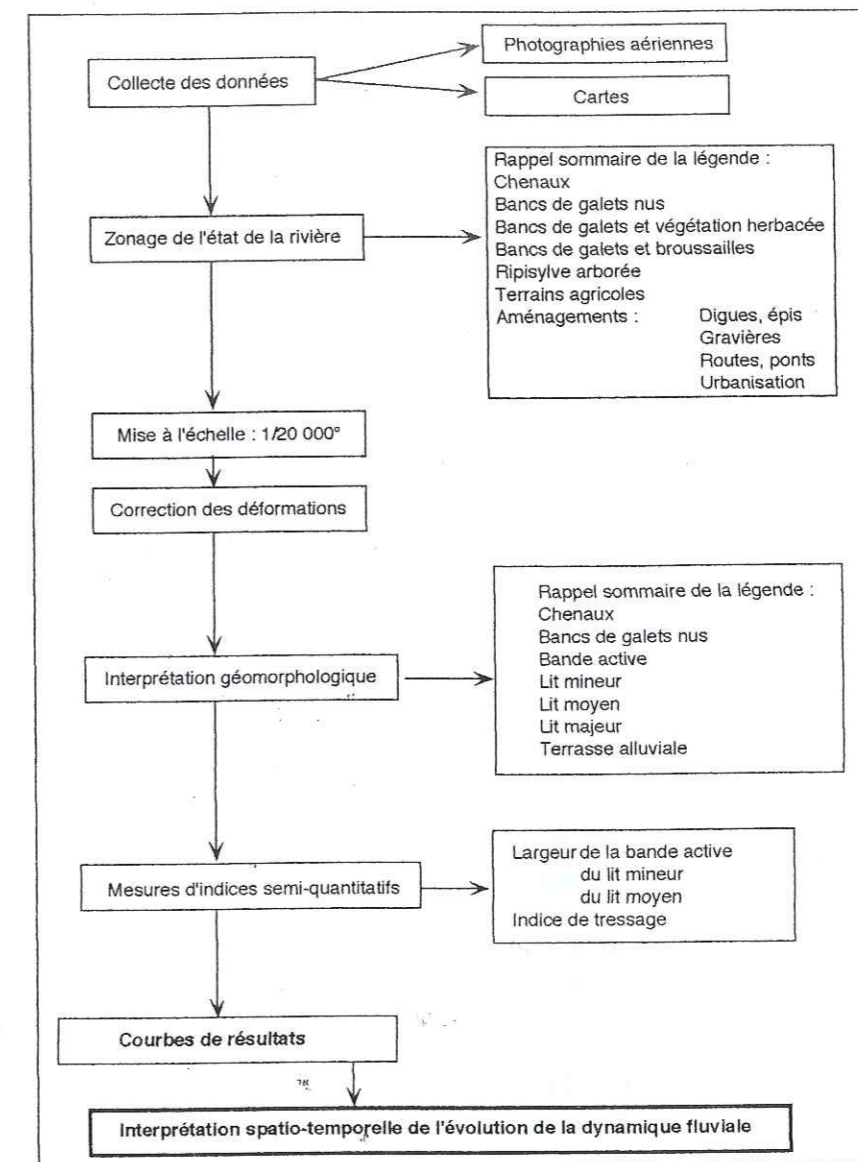 Photographies aériennes
Collecte des données
Cartes
Rappel sommaire de la légende :
Chenaux
Bancs de galets nus
Zonage de l'état de la rivière
Bancs de galets et végétation herbacée
Bancs de galets et broussailles
Ripisylve arborée
Terrains agricoles
Aménagements : Digues, épis
Gravières
Routes, ponts
Urbanisation
Mise à l'échelle : 1/20 000°
Correction des déformations
Rappel sommaire de la légende :
Chenaux
Bancs de galets nus
Bande active
Interprétation géomorphologique
Lit mineur
Lit moyen
Lit majeur
Terrasse alluviale
Largeur de la bande active
du lit mineur
Mesures d'indices semi-quantitatifs
du lit moyen
Indice de tressage
Courbes de résultats
Interprétation spatio-temporelle de l'évolution de la dynamique fluviale